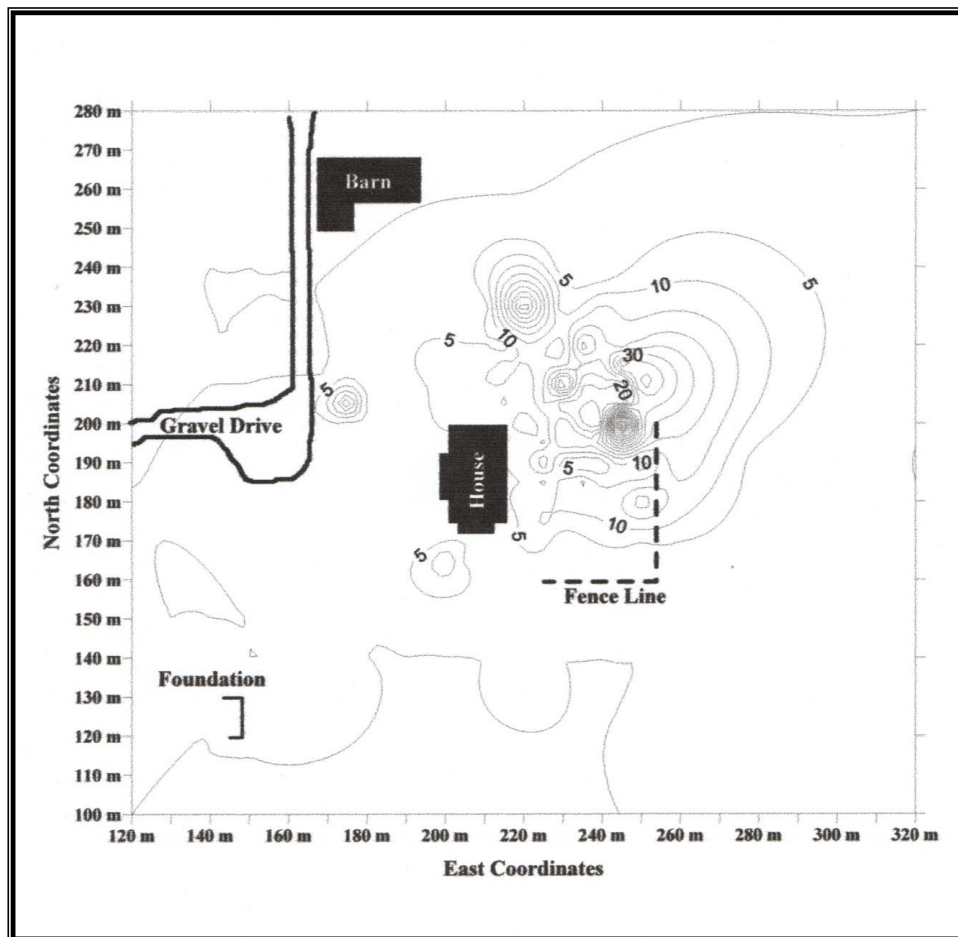 280 m
270 m
260 m
250 m
240 m
230 m
220 m
210 m
200 m
190 m
180 m
170 m
160 m
150 m
140 m
130 m
120 m
110 m
100 m
North Coordinates
Barn
5
10
5
5
10
30
5
20
Gravel Drive
House
5
10
5
10
5
Fence Line
Foundation
120 m 140 m 160 m 180 m 200 m 220 m 240 m 260 m 280 m 300 m 320 m
East Coordinates